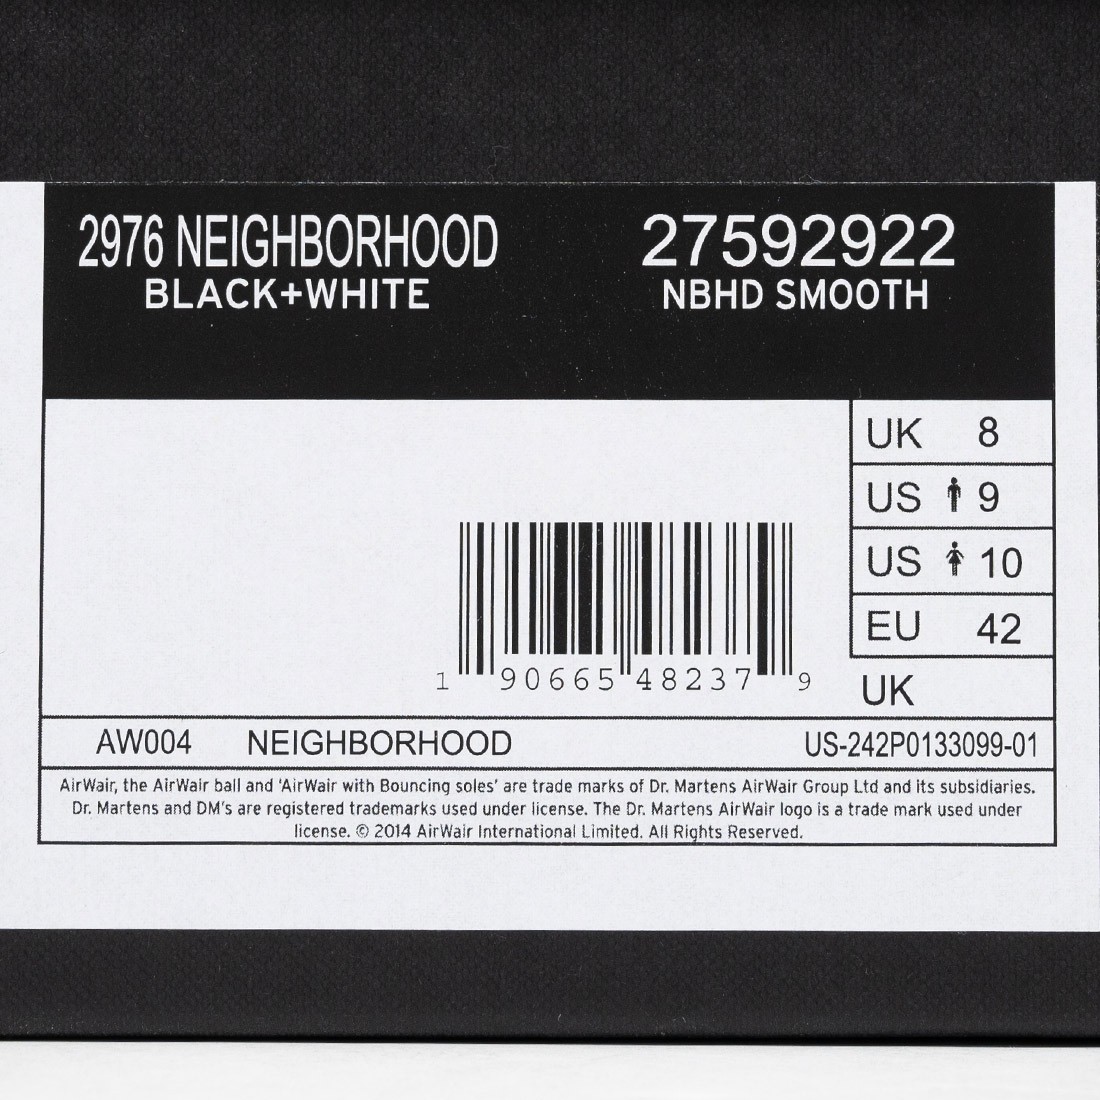 2976 NEIGHBORHOOD
BLACK+WHITE
27592922
NBHD SMOOTH
UK 8
US 9
US 10
EU 42
UK
1 90665 48237 9
AW004 NEIGHBORHOOD US-242P0133099-01
AirWair, the AirWair ball and 'AirWair with Bouncing soles' are trade marks of Dr. Martens AirWair Group Ltd and its subsidiaries.
Dr. Martens and DM's are registered trademarks used under license. The Dr. Martens AirWair logo is a trade mark used under
license. © 2014 AirWair International Limited. All Rights Reserved.